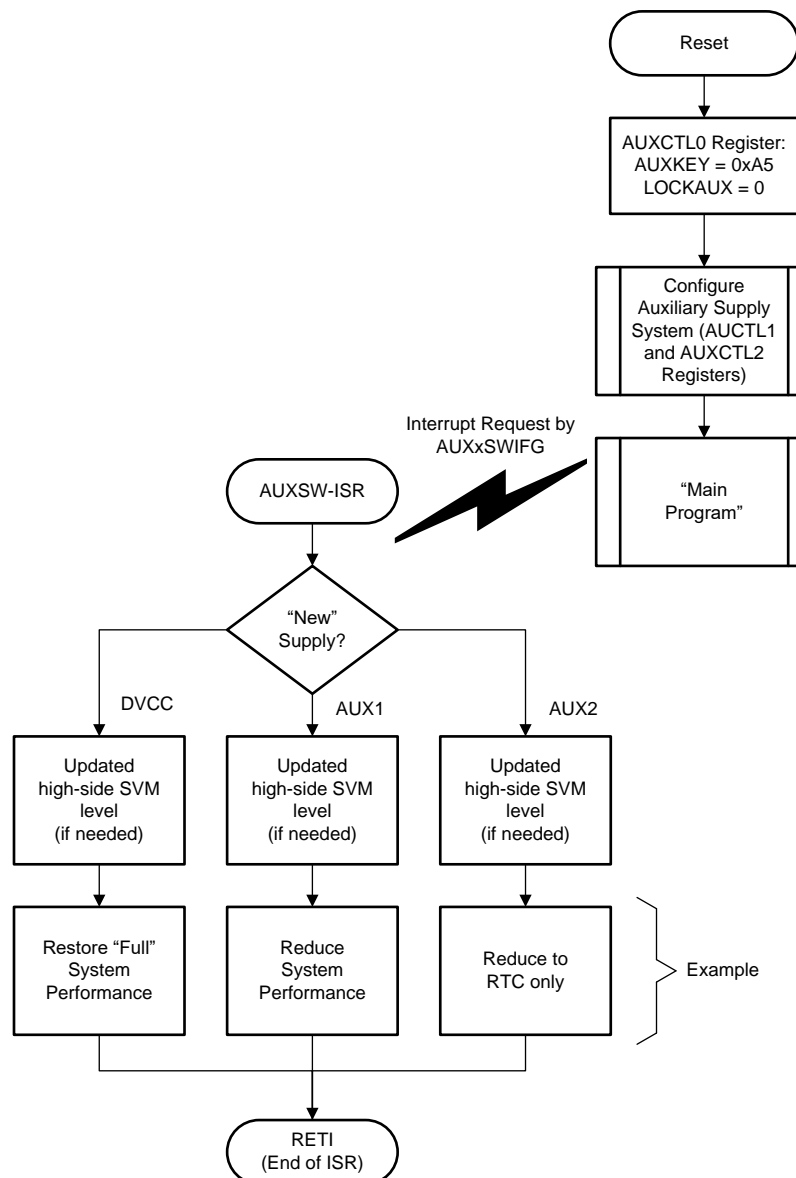 Reset
AUXCTL0 Register:
AUXKEY = 0xA5
LOCKAUX = 0
Configure
Auxiliary Supply
System (AUCTL1
and AUXCTL2
Registers)
Interrupt Request by
AUXxSWIFG
“Main
Program”
AUXSW-ISR
“New”
Supply?
DVCC
AUX1
AUX2
Updated
high-side SVM
level
(if needed)
Updated
high-side SVM
level
(if needed)
Updated
high-side SVM
level
(if needed)
Restore “Full”
System
Performance
Reduce
System
Performance
Reduce to
RTC only
Example
RETI
(End of ISR)